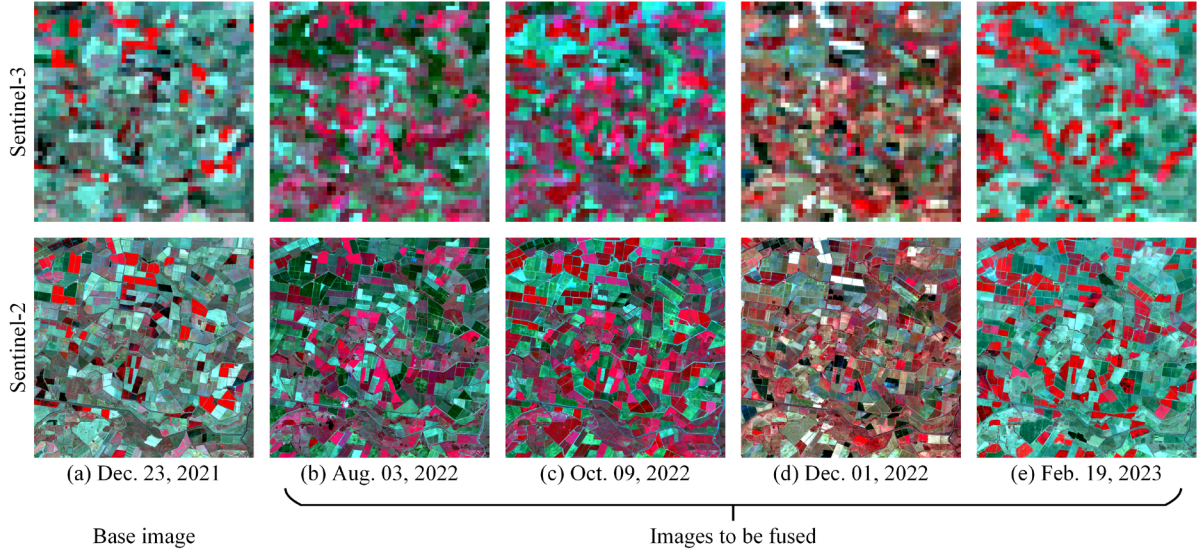 Sentinel-3
Sentinel-2
(a) Dec. 23, 2021
(b) Aug. 03, 2022
(c) Oct. 09, 2022
(d) Dec. 01, 2022
(e) Feb. 19, 2023
Base image
Images to be fused